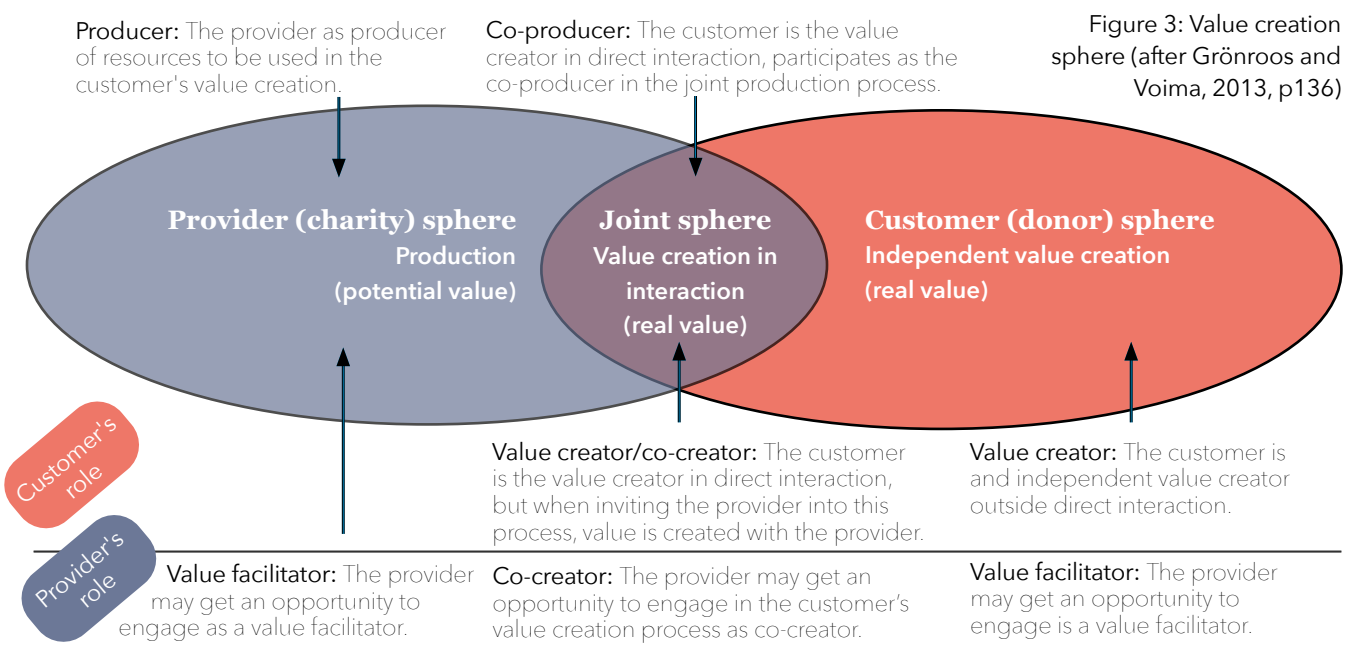 Producer: The provider as producer
of resources to be used in the
customer's value creation.
Co-producer: The customer is the value
creator in direct interaction, participates as the
co-producer in the joint production process.
Figure 3: Value creation
sphere (after Grönroos and
Voima, 2013, p136)
Provider (charity) sphere
Production
(potential value)
Joint sphere
Value creation in
interaction
(real value)
Customer (donor) sphere
Independent value creation
(real value)
Customer's
role
Value creator/co-creator: The customer
is the value creator in direct interaction,
but when inviting the provider into this
process, value is created with the provider.
Value creator: The customer is
and independent value creator
outside direct interaction.
Provider's
role
Value facilitator: The provider
may get an opportunity to
engage as a value facilitator.
Co-creator: The provider may get an
opportunity to engage in the customer’s
value creation process as co-creator.
Value facilitator: The provider
may get an opportunity to
engage is a value facilitator.